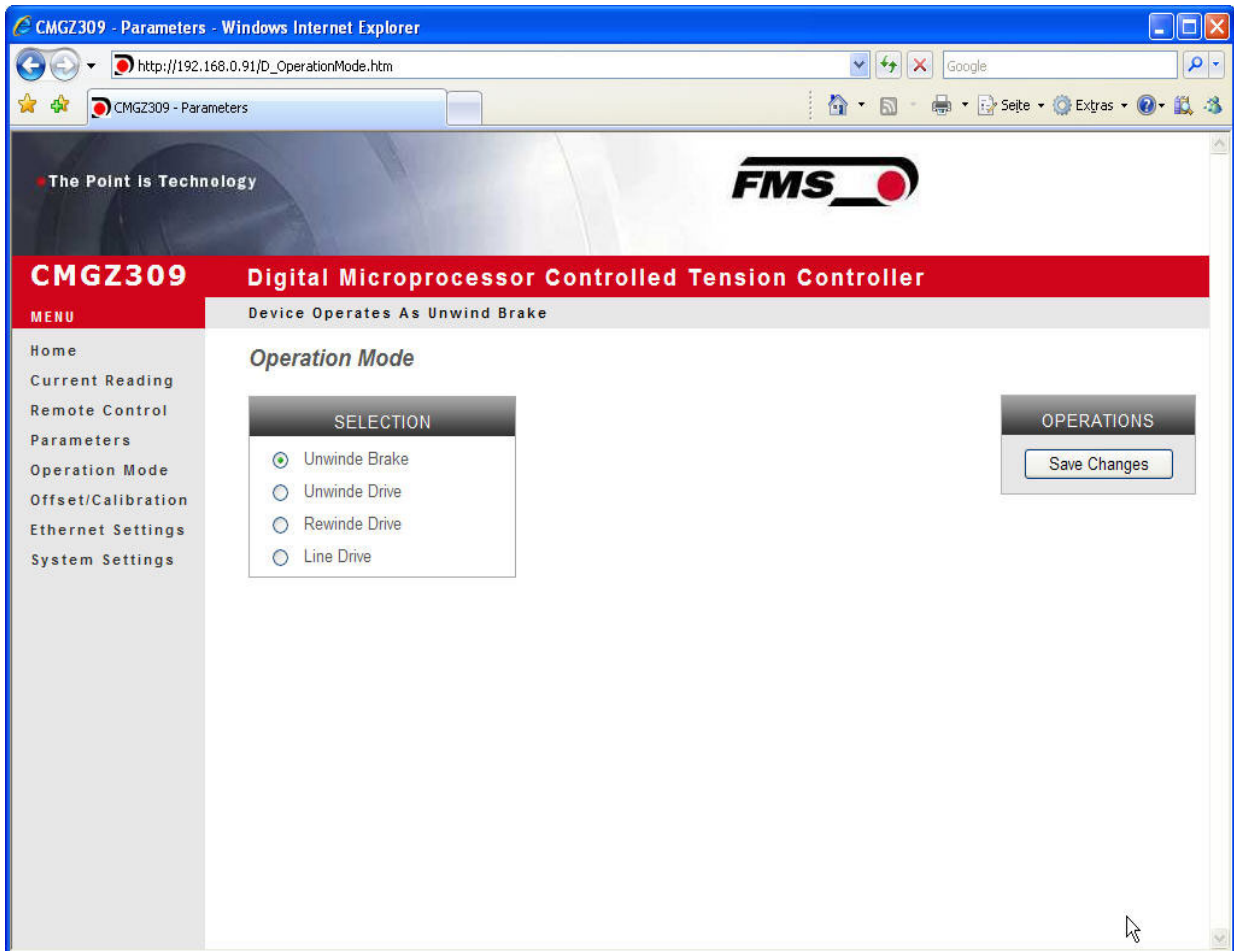 CMGZ309 - Parameters - Windows Internet Explorer
http://192.168.0.91/D_OperationMode.htm
Google
CMGZ309 - Parameters
Seite
Extras
The Point is Technology
FMS
CMGZ309
Digital Microprocessor Controlled Tension Controller
MENU
Device Operates As Unwind Brake
Home
Current Reading
Remote Control
Parameters
Operation Mode
Offset/Calibration
Ethernet Settings
System Settings
Operation Mode
SELECTION
Unwinde Brake
Unwinde Drive
Rewinde Drive
Line Drive
OPERATIONS
Save Changes